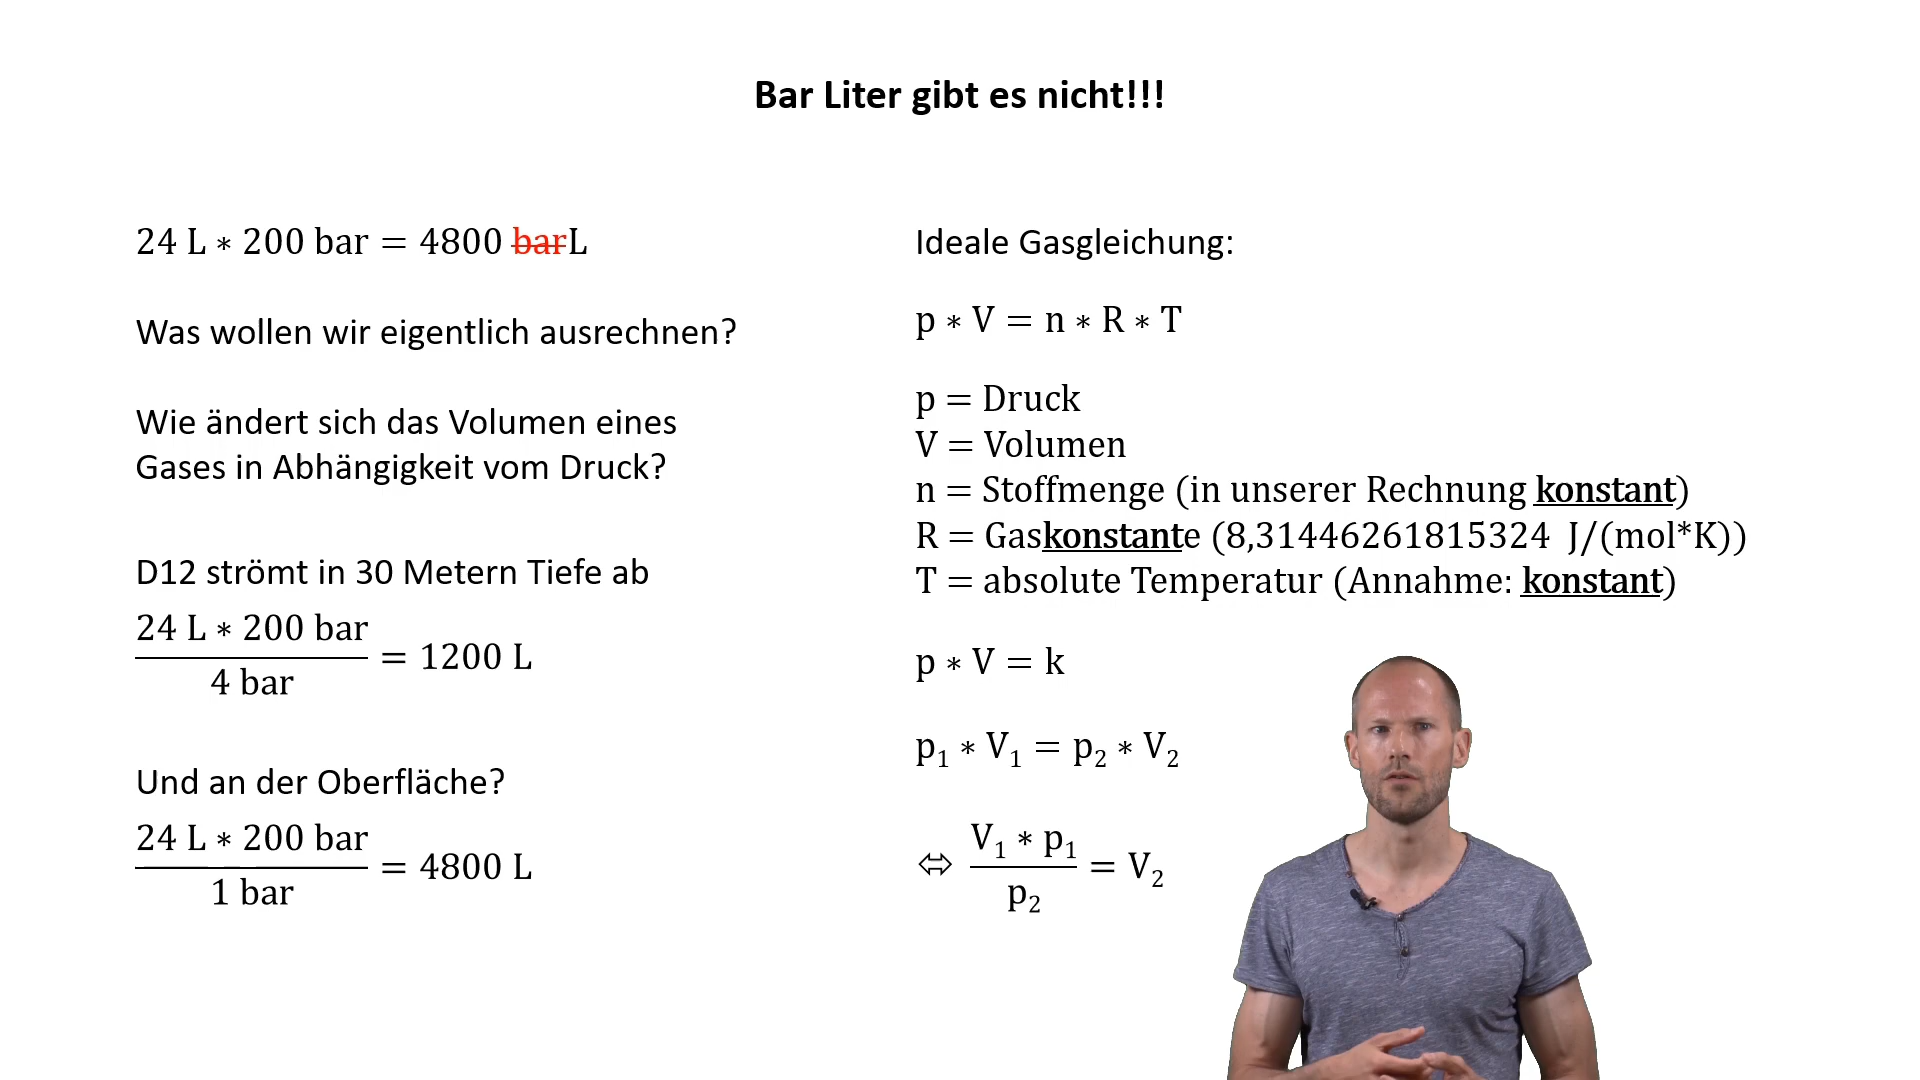 Bar Liter gibt es nicht!!!
24 L ∗ 200 bar = 4800 barL
Was wollen wir eigentlich ausrechnen?
Wie ändert sich das Volumen eines
Gases in Abhängigkeit vom Druck?
D12 strömt in 30 Metern Tiefe ab
24 L ∗ 200 bar
4 bar
= 1200 L
Und an der Oberfläche?
24 L ∗ 200 bar
1 bar
= 4800 L
Ideale Gasgleichung:
p ∗ V = n ∗ R ∗ T
p = Druck
V = Volumen
n = Stoffmenge (in unserer Rechnung konstant)
R = Gaskonstante (8,31446261815324 J/(mol*K))
T = absolute Temperatur (Annahme: konstant)
p ∗ V = k
p₁ ∗ V₁ = p₂ ∗ V₂
⬄ V₁ ∗ p₁
p₂
= V₂